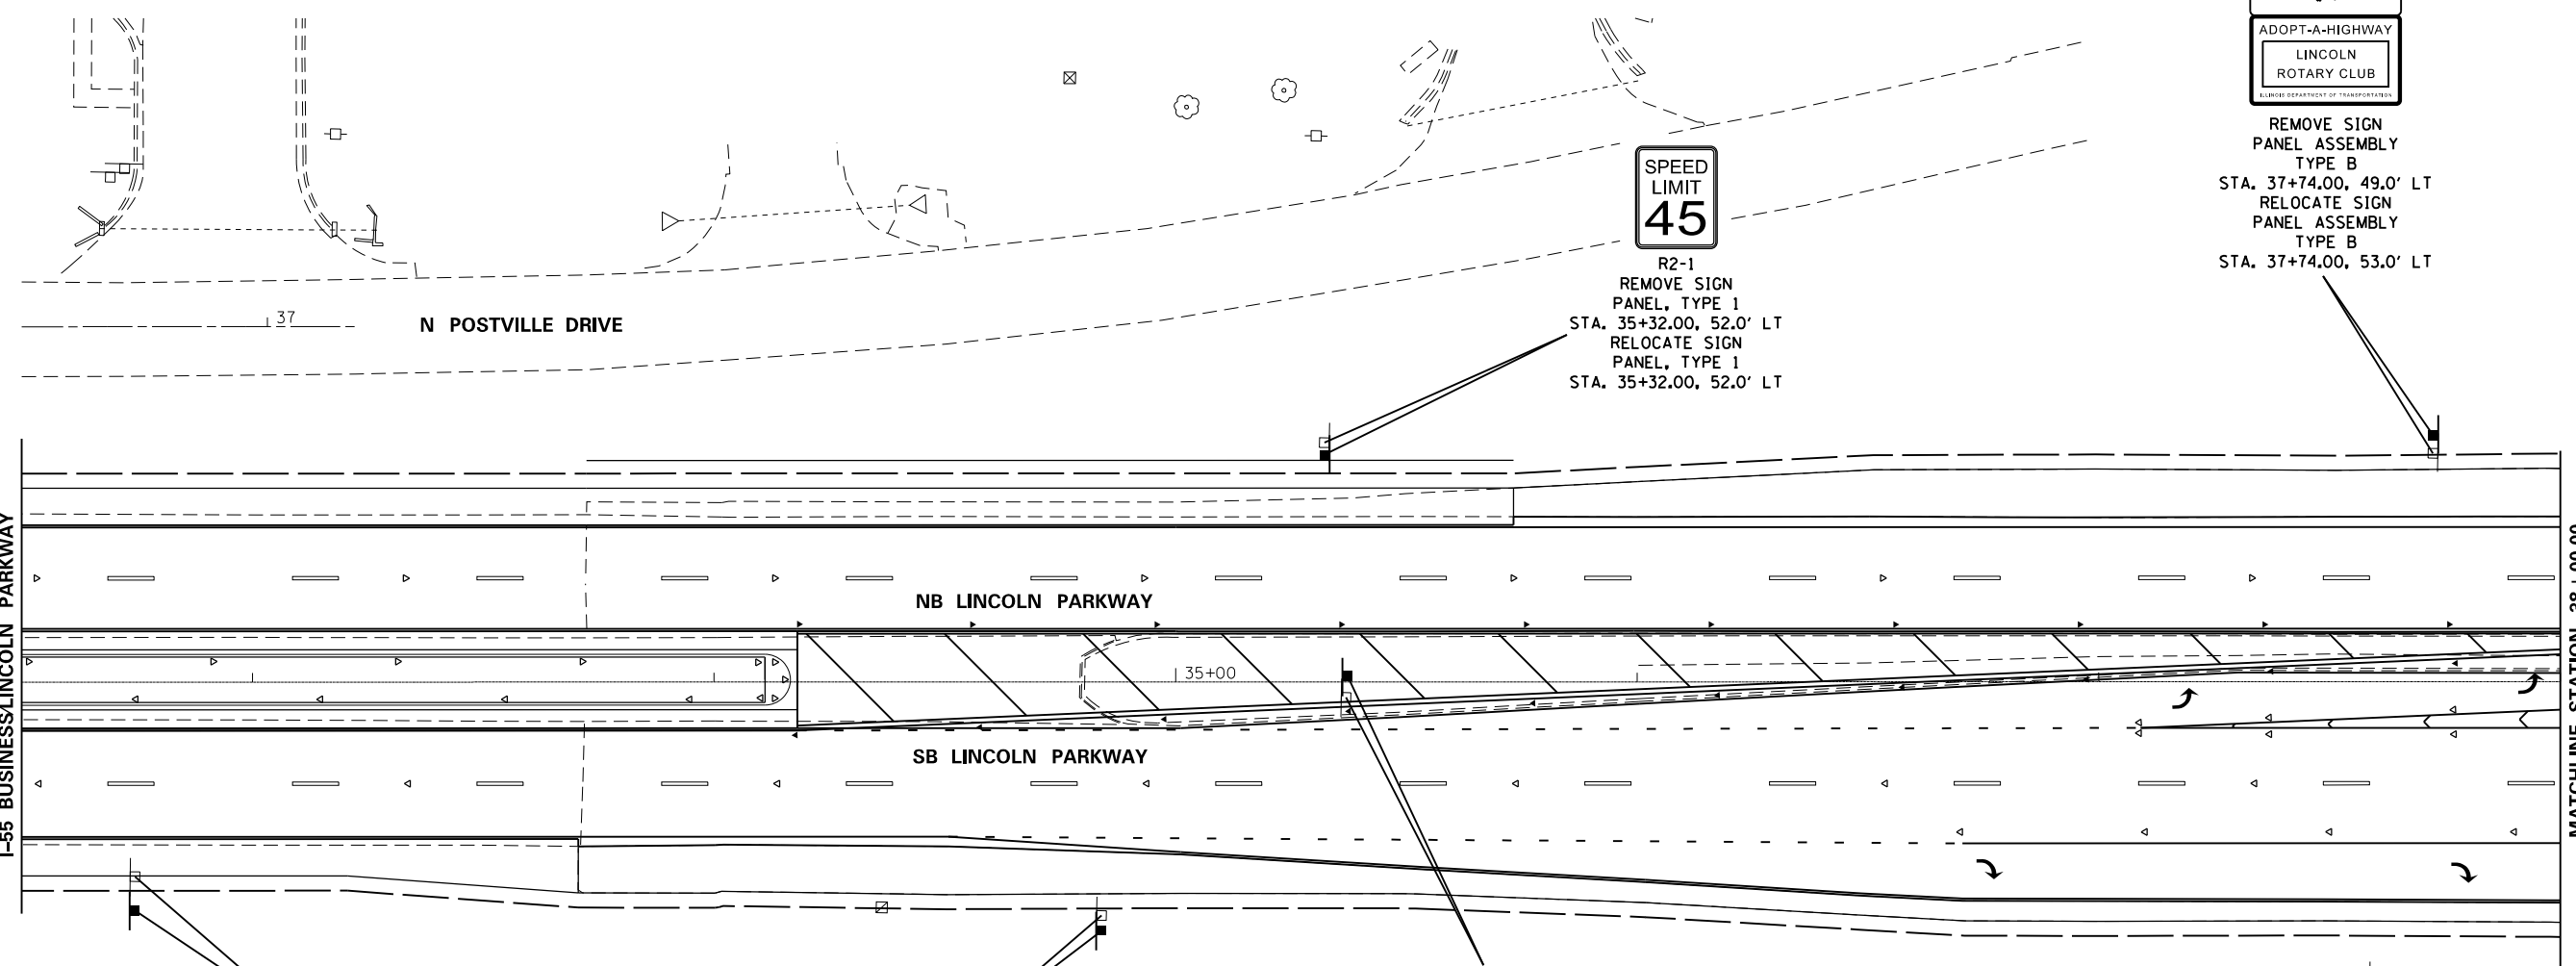 ADOPT-A-HIGHWAY
LINCOLN
ROTARY CLUB
ILLINOIS DEPARTMENT OF TRANSPORTATION
REMOVE SIGN
PANEL ASSEMBLY
TYPE B
STA. 37+74.00, 49.0' LT
RELOCATE SIGN
PANEL ASSEMBLY
TYPE B
STA. 37+74.00, 53.0' LT
SPEED
LIMIT
45
R2-1
REMOVE SIGN
PANEL, TYPE 1
STA. 35+32.00, 52.0' LT
RELOCATE SIGN
PANEL, TYPE 1
STA. 35+32.00, 52.0' LT
37
N POSTVILLE DRIVE
I-55 BUSINESS/LINCOLN PARKWAY
NB LINCOLN PARKWAY
35+00
SB LINCOLN PARKWAY
MATCHLINE STATION 38+00.00